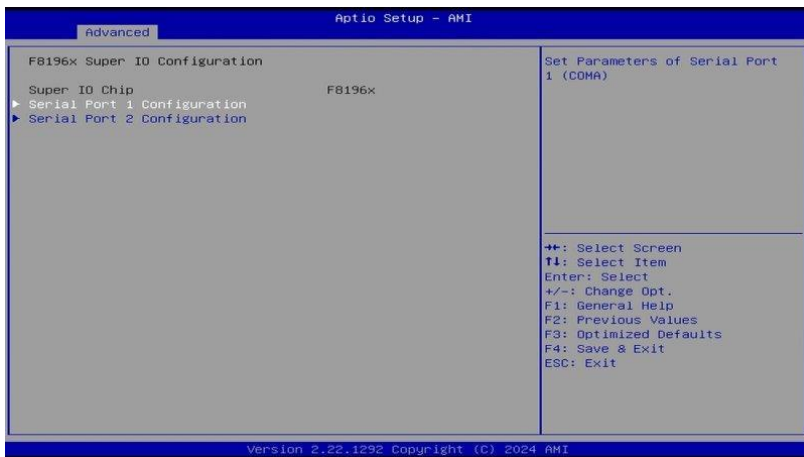 Aptio Setup - AMI
Advanced
F8196x Super IO Configuration
Super IO Chip F8196x
Serial Port 1 Configuration
Serial Port 2 Configuration
Set Parameters of Serial Port
1 (COMA)
→←: Select Screen
↑↓: Select Item
Enter: Select
+/-: Change Opt.
F1: General Help
F2: Previous Values
F3: Optimized Defaults
F4: Save & Exit
ESC: Exit
Version 2.22.1292 Copyright (C) 2024 AMI